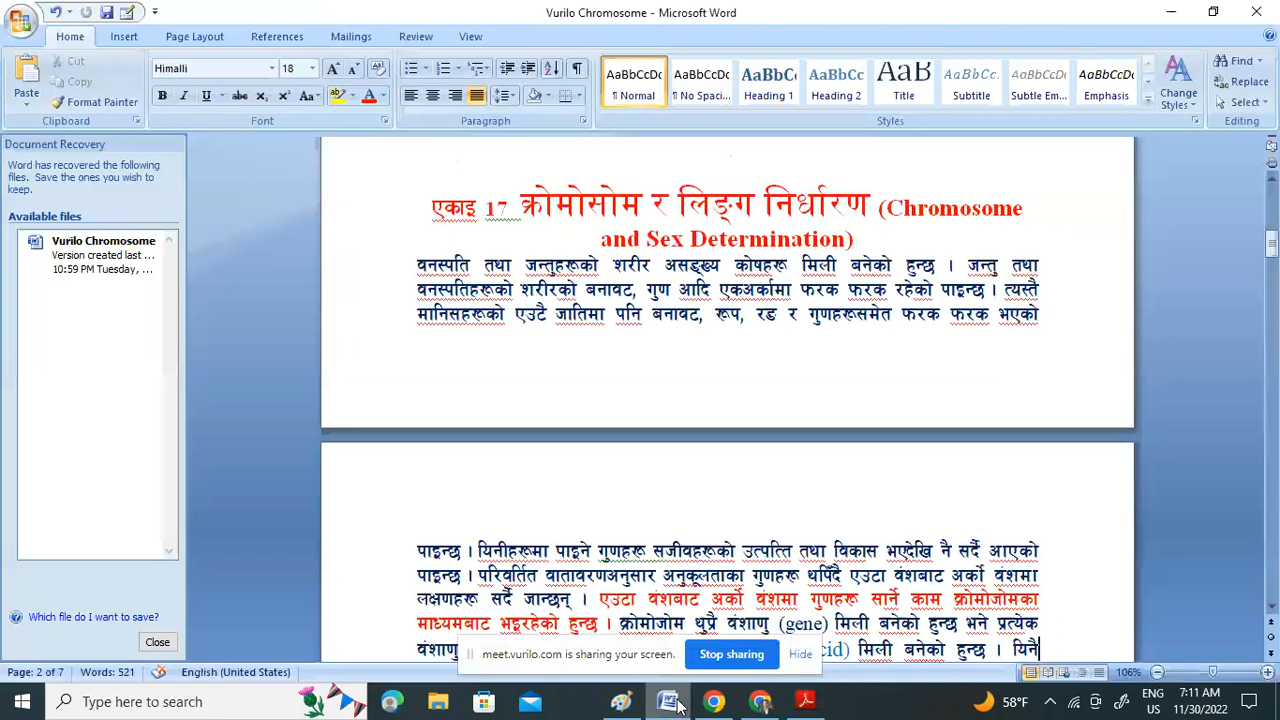 Vurilo Chromosome - Microsoft Word
Home Insert Page Layout References Mailings Review View
Paste Cut Copy Format Painter Clipboard
Himalli 18 Font
Paragraph
AaBbCcDc ¶ Normal AaBbCcDc ¶ No Spaci... AaBbC Heading 1 AaBbCc Heading 2 AaB Title AaBbCc. Subtitle AaBbCcDc Subtle Em... AaBbCcDc Emphasis Change Styles Styles
Find Replace Select Editing
Document Recovery
Word has recovered the following
files. Save the ones you wish to
keep.
Available files
Vurilo Chromosome
Version created last ...
10:59 PM Tuesday, ...
Which file do I want to save?
Close
एकाइ 17 क्रोमोसोम र लिङ्ग निर्धारण (Chromosome
and Sex Determination)
वनस्पति तथा जन्तुहरूको शरीर असङ्ख्य कोषहरू मिली बनेको हुन्छ । जन्तु तथा
वनस्पतिहरूको शरीरको बनावट, गुण आदि एकअर्कामा फरक फरक रहेको पाइन्छ । त्यस्तै
मानिसहरूको एउटै जातिमा पनि बनावट, रूप, रङ र गुणहरूसमेत फरक फरक भएको
पाइन्छ । यिनीहरूमा पाइने गुणहरू सजीवहरूको उत्पत्ति तथा विकास भएदेखि नै सर्दै आएको
पाइन्छ । परिवर्तित वातावरणअनुसार अनुकूलताका गुणहरू थपिँदै एउटा वंशबाट अर्को वंशमा
लक्षणहरू सर्दै जान्छन् । एउटा वंशबाट अर्को वंशमा गुणहरू सार्ने काम क्रोमोजोमका
माध्यमबाट भइरहेको हुन्छ । क्रोमोजोम थुप्रै वंशाणु (gene) मिली बनेको हुन्छ भने प्रत्येक
वंशाणु cid) मिली बनेको हुन्छ । यिनै
meet.vurilo.com is sharing your screen. Stop sharing Hide
Page: 2 of 7 Words: 521 English (United States) 106%
Type here to search 58°F ENG US 7:11 AM 11/30/2022